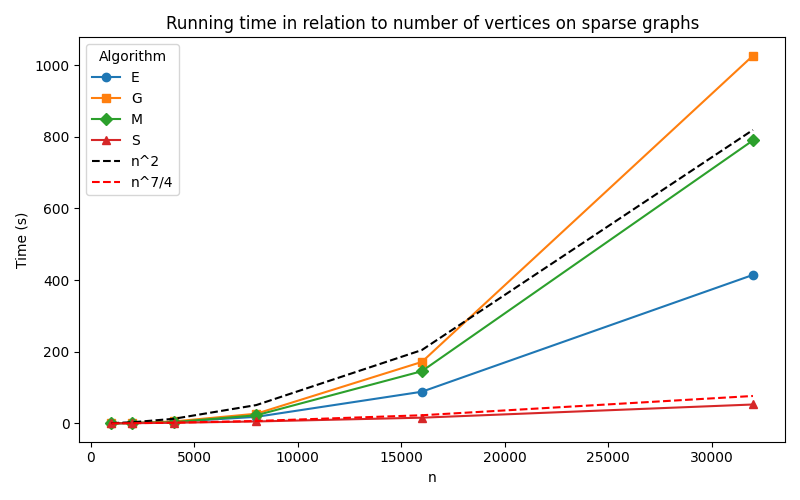 Running time in relation to number of vertices on sparse graphs
Algorithm
E
G
M
S
n^2
n^7/4
Time (s)
1000
800
600
400
200
0
0 5000 10000 15000 20000 25000 30000
n